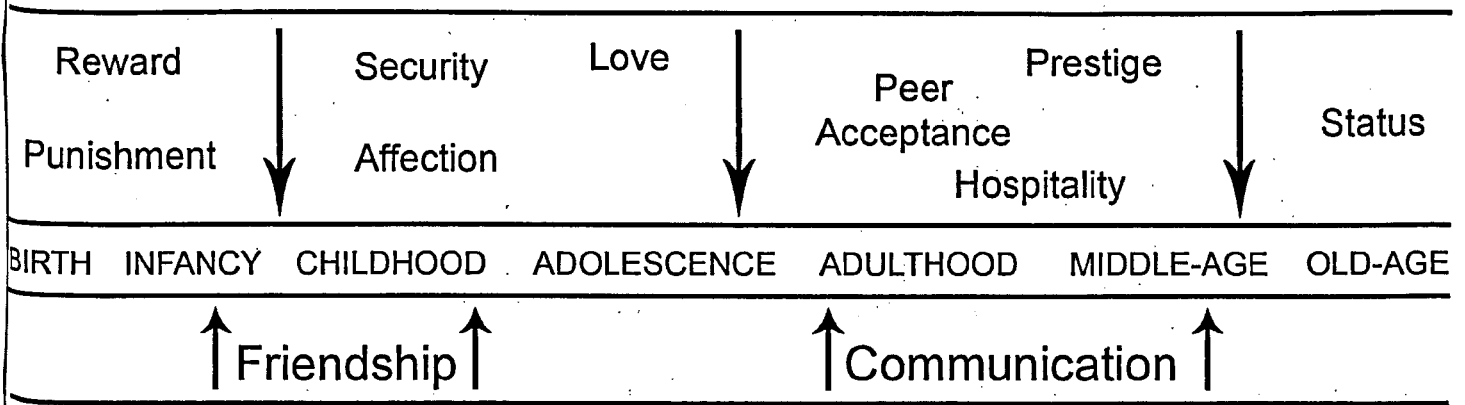 Reward Security Love Prestige
Peer
Acceptance Status
Punishment Affection
Hospitality
BIRTH INFANCY CHILDHOOD ADOLESCENCE ADULTHOOD MIDDLE-AGE OLD-AGE
Friendship Communication